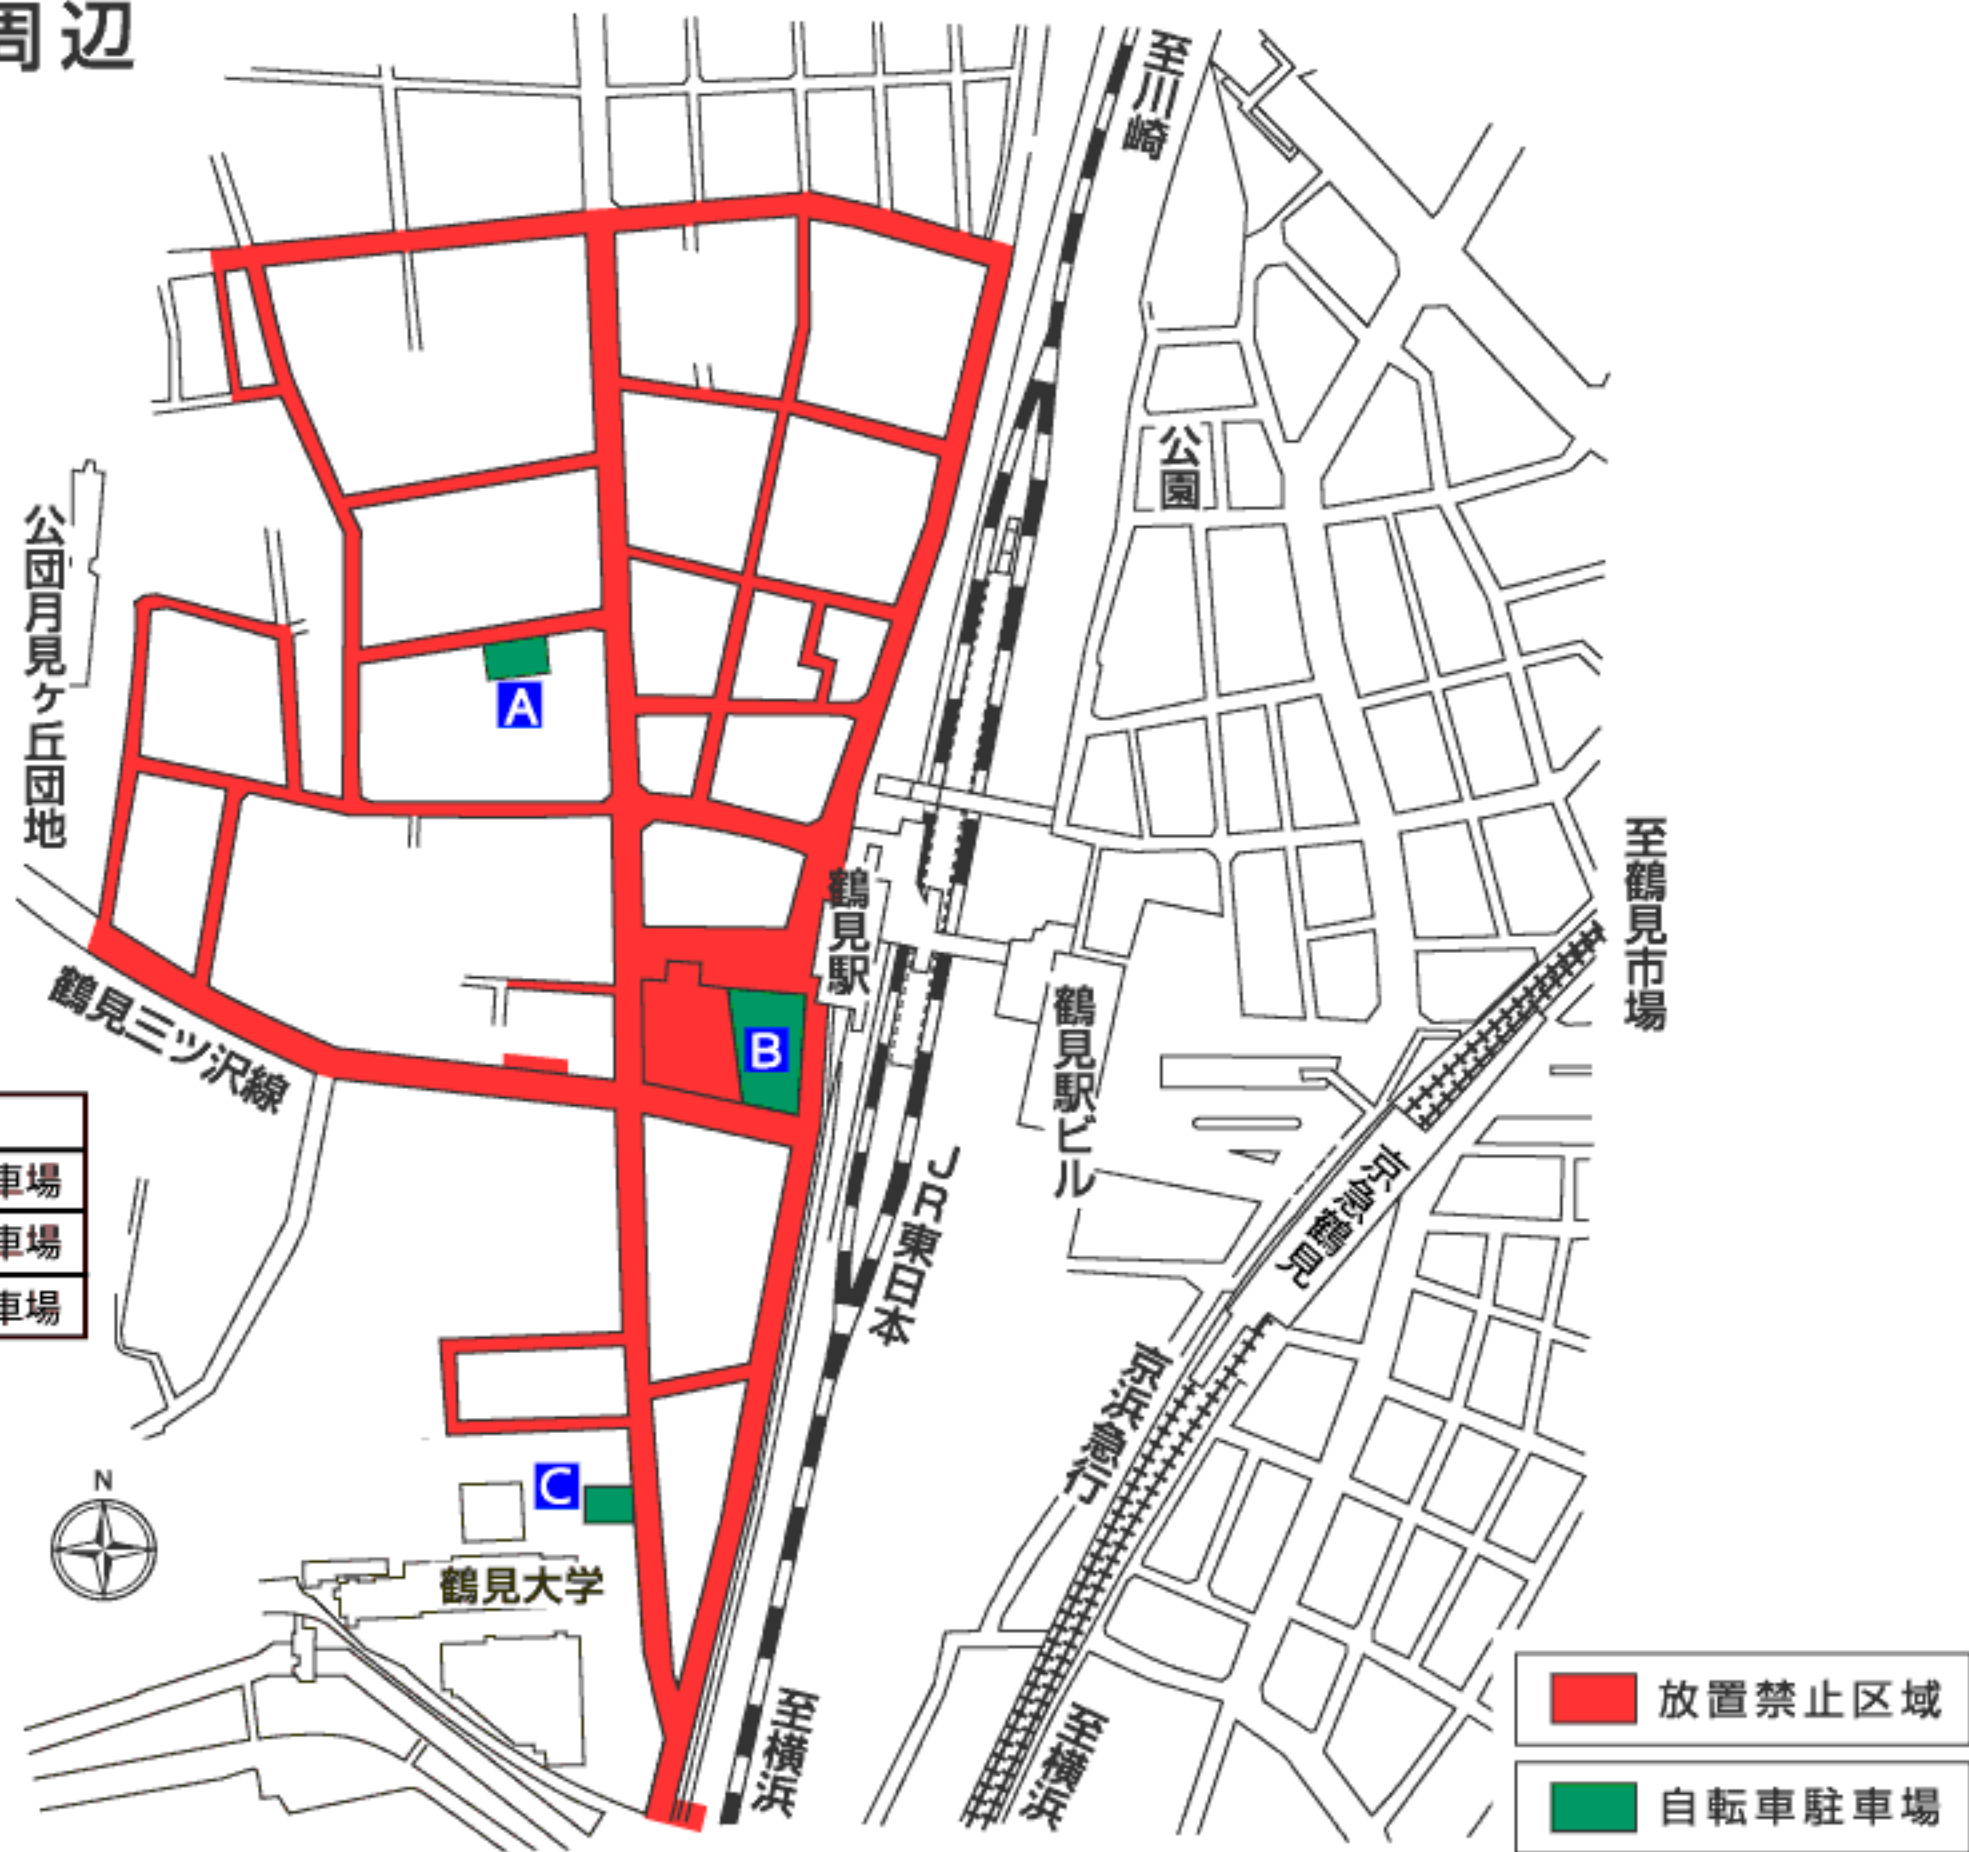 周辺
至川崎
公園
公団月見ヶ丘団地
A
至鶴見市場
鶴見駅
鶴見三ツ沢線
鶴見駅ビル
B
車場
車場
車場
JR東日本
京急鶴見
京浜急行
C
N
鶴見大学
至横浜
至横浜
放置禁止区域
自転車駐車場